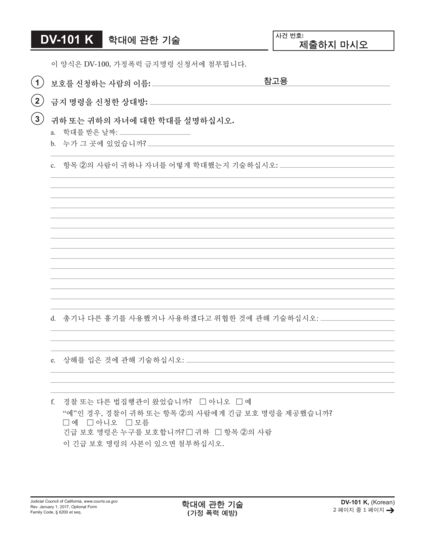 DV-101 K 학대에 관한 기술
사건 번호:
제출하지 마시오
이 양식은 DV-100, 가정폭력 금지명령 신청서에 첨부됩니다.
1 보호를 신청하는 사람의 이름: 참고용
2 금지 명령을 신청한 상대방:
3 귀하 또는 귀하의 자녀에 대한 학대를 설명하십시오.
a. 학대를 받은 날짜:
b. 누가 그 곳에 있었습니까?
c. 항목 ②의 사람이 귀하나 자녀를 어떻게 학대했는지 기술하십시오:
d. 총기나 다른 흉기를 사용했거나 사용하겠다고 위협한 것에 관해 기술하십시오:
e. 상해를 입은 것에 관해 기술하십시오:
f. 경찰 또는 다른 법집행관이 왔었습니까? □ 아니오 □ 예
“예”인 경우, 경찰이 귀하 또는 항목 ②의 사람에게 긴급 보호 명령을 제공했습니까?
□ 예 □ 아니오 □ 모름
긴급 보호 명령은 누구를 보호합니까? □ 귀하 □ 항목 ②의 사람
이 긴급 보호 명령의 사본이 있으면 첨부하십시오.
Judicial Council of California, www.courts.ca.gov
Rev. January 1, 2017, Optional Form
Family Code, § 6200 et seq.
학대에 관한 기술
(가정 폭력 예방)
DV-101 K, (Korean)
2 페이지 중 1 페이지 →